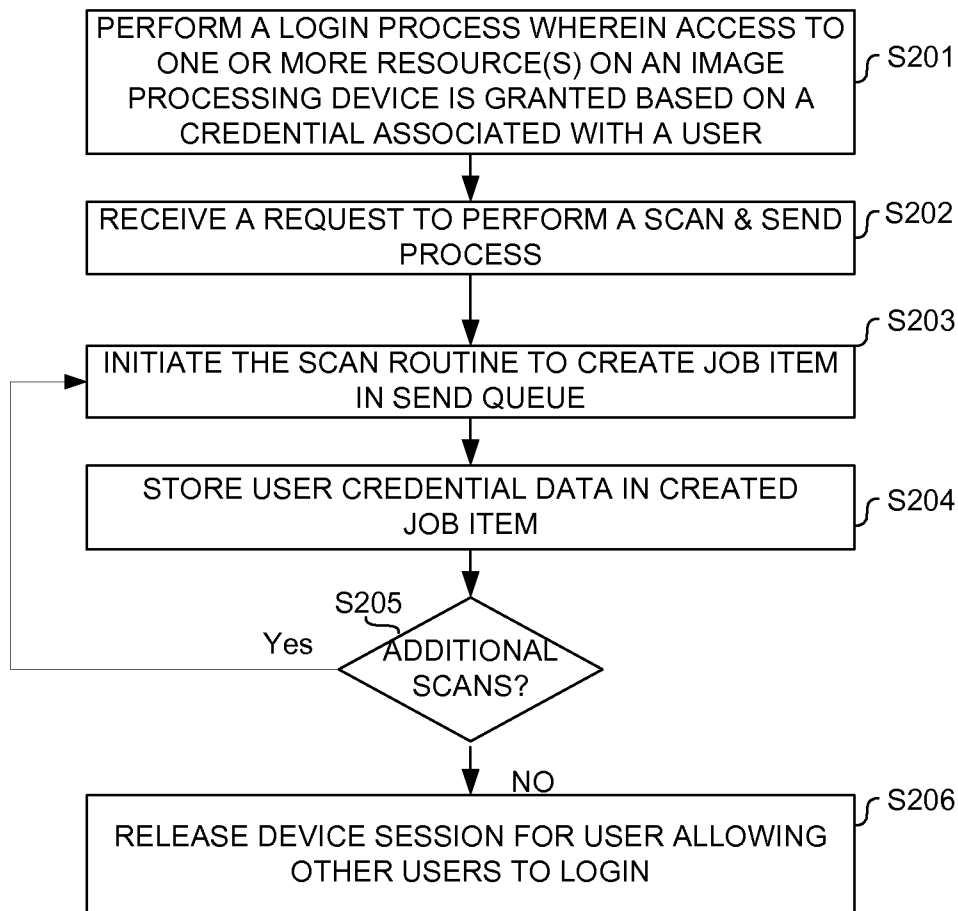 PERFORM A LOGIN PROCESS WHEREIN ACCESS TO
ONE OR MORE RESOURCE(S) ON AN IMAGE
PROCESSING DEVICE IS GRANTED BASED ON A
CREDENTIAL ASSOCIATED WITH A USER
S201
RECEIVE A REQUEST TO PERFORM A SCAN & SEND
PROCESS
S202
S203
INITIATE THE SCAN ROUTINE TO CREATE JOB ITEM
IN SEND QUEUE
STORE USER CREDENTIAL DATA IN CREATED
JOB ITEM
S204
S205
Yes
ADDITIONAL
SCANS?
NO
S206
RELEASE DEVICE SESSION FOR USER ALLOWING
OTHER USERS TO LOGIN